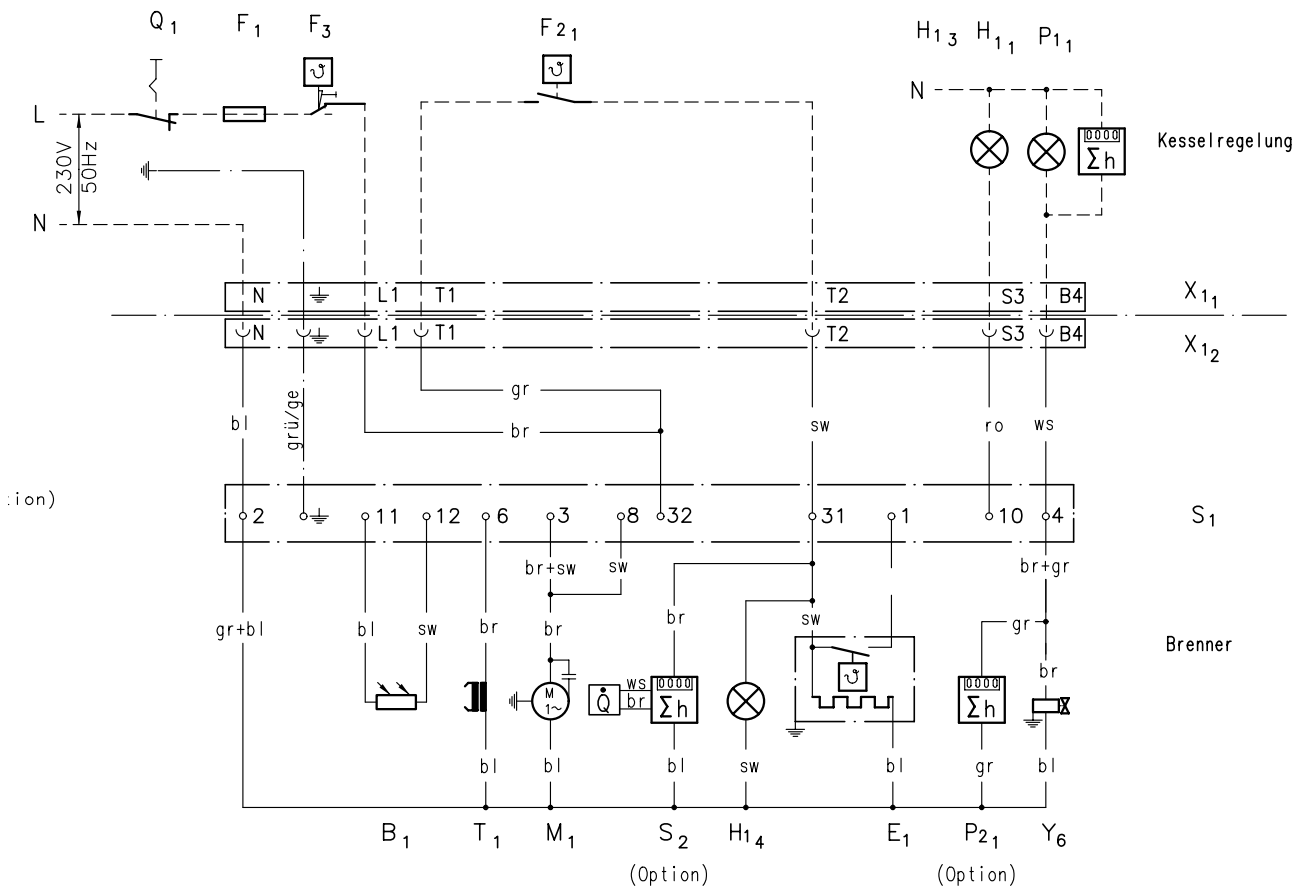 Q1 F1 F3 F21 H13 H11 P11
N
L
230V
50Hz
0000
Σh
Kesselregelung
N
N L1 T1 T2 S3 B4 X11
N L1 T1 T2 S3 B4 X12
gr
bl grü/ge br sw ro ws
:ion)
2 11 12 6 3 8 32 31 1 10 4 S1
br+sw sw br+gr
gr+bl bl sw br br br sw gr
Brenner
br
ϑ ϑ ϑ
M
1~
Q̇
ws
br
0000
Σh
0000
Σh
bl bl bl sw bl gr bl
B1 T1 M1 S2 H14 E1 P21 Y6
(Option) (Option)